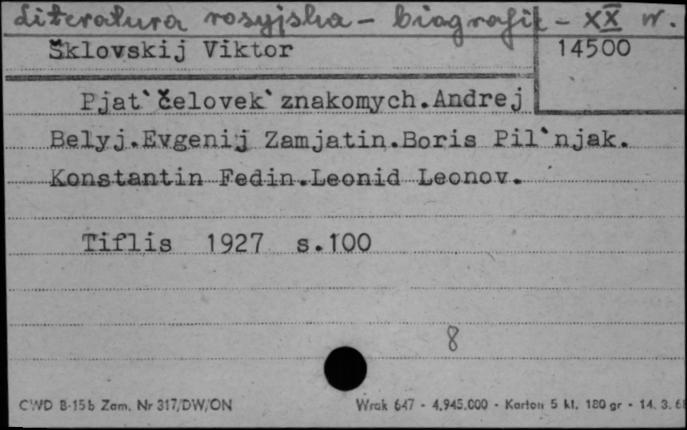 Literatura rosyjska - biografie - XX w.
Šklovskij Viktor
14500
Pjat` čelovek` znakomych.Andrej
Belyj.Evgenij Zamjatin.Boris Pil`njak.
Konstantin Fedin.Leonid Leonov.
Tiflis 1927 s.100
8
CWD B-15b Zam. Nr 317/DW/ON
Wrak 647 - 4.945.000 - Karton 5 kl. 180 gr - 14. 3. 6